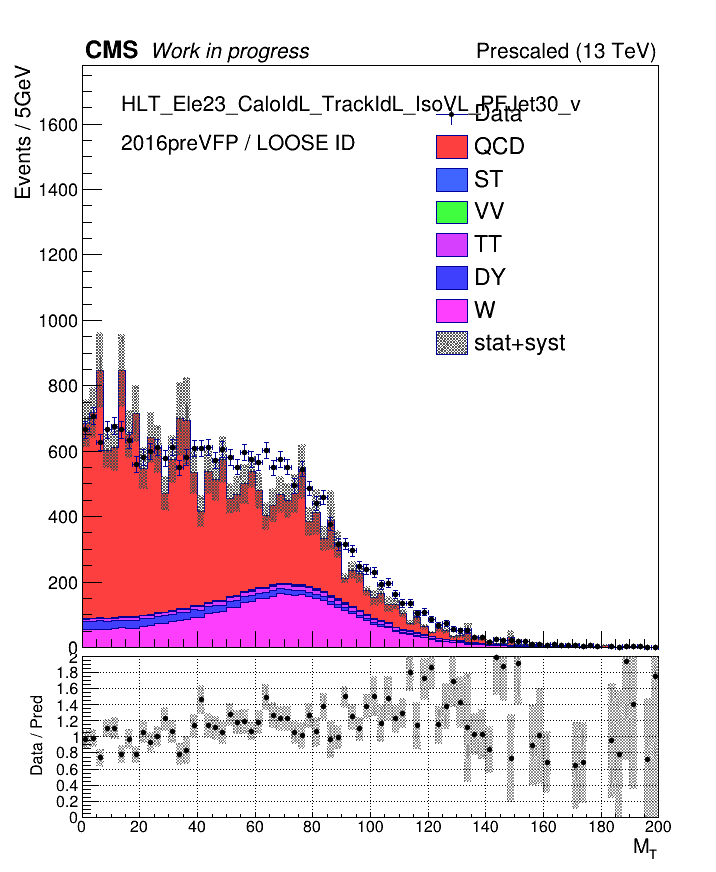 CMS Work in progress Prescaled (13 TeV)
Events / 5GeV
HLT_Ele23_CaloIdL_TrackIdL_IsoVL_PFJet30_v
2016preVFP / LOOSE ID
Data
QCD
ST
VV
TT
DY
W
stat+syst
1600
1400
1200
1000
800
600
400
200
0
Data / Pred
2
1.8
1.6
1.4
1.2
1
0.8
0.6
0.4
0.2
0
0 20 40 60 80 100 120 140 160 180 200
M_T